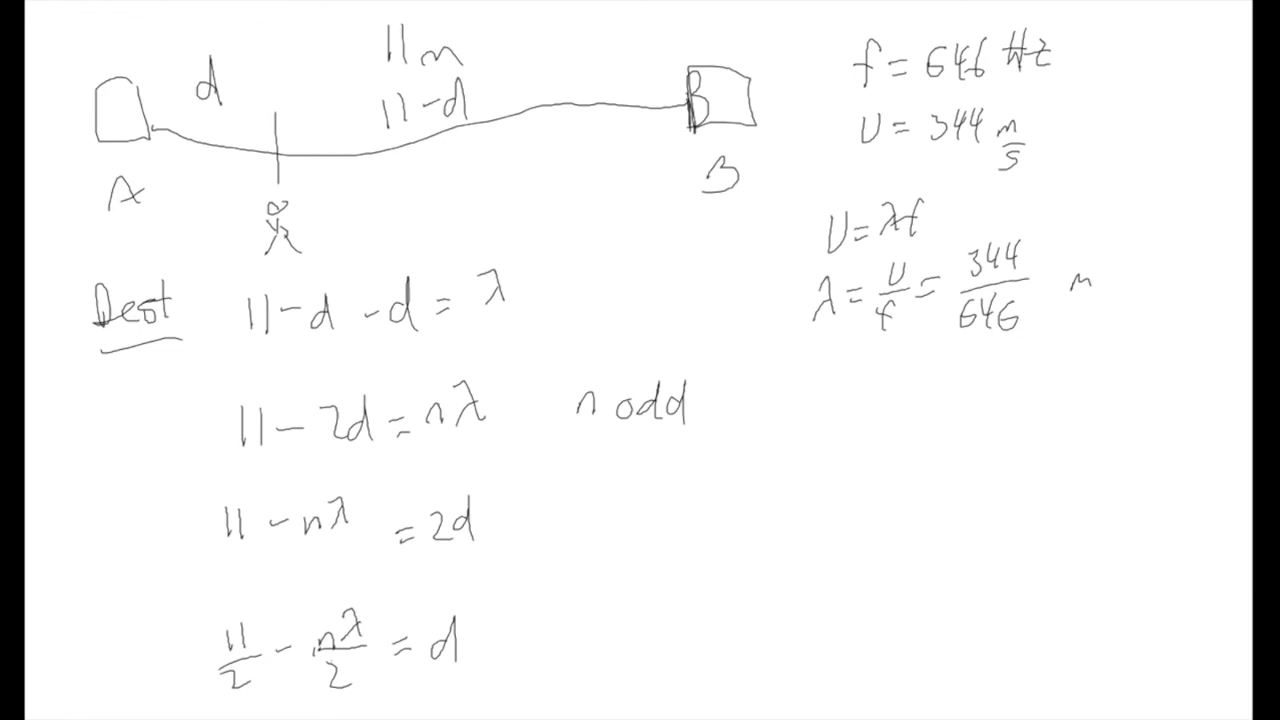 11 m
d 11-d
A B B
f = 646 Hz
v = 344 m/s
v = λf
λ = v/f = 344/646 m
Dest 11-d-d = λ
11-2d = nλ n odd
11-nλ = 2d
11/2 - nλ/2 = d